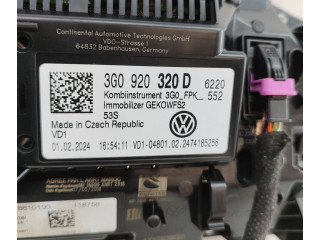 Continental Automotive Technologies GmbH
VDO-Strasse 1
64832 Babenhausen, Germany
3G0 920 320 D 6220
Kombiinstrument 3G0_FPK_ 552
Immobilizer GEKOWFS2
53S
Made in Czech Republic
VD1
01.02.2024 16:54:11 VD1-04801.02.2474185256